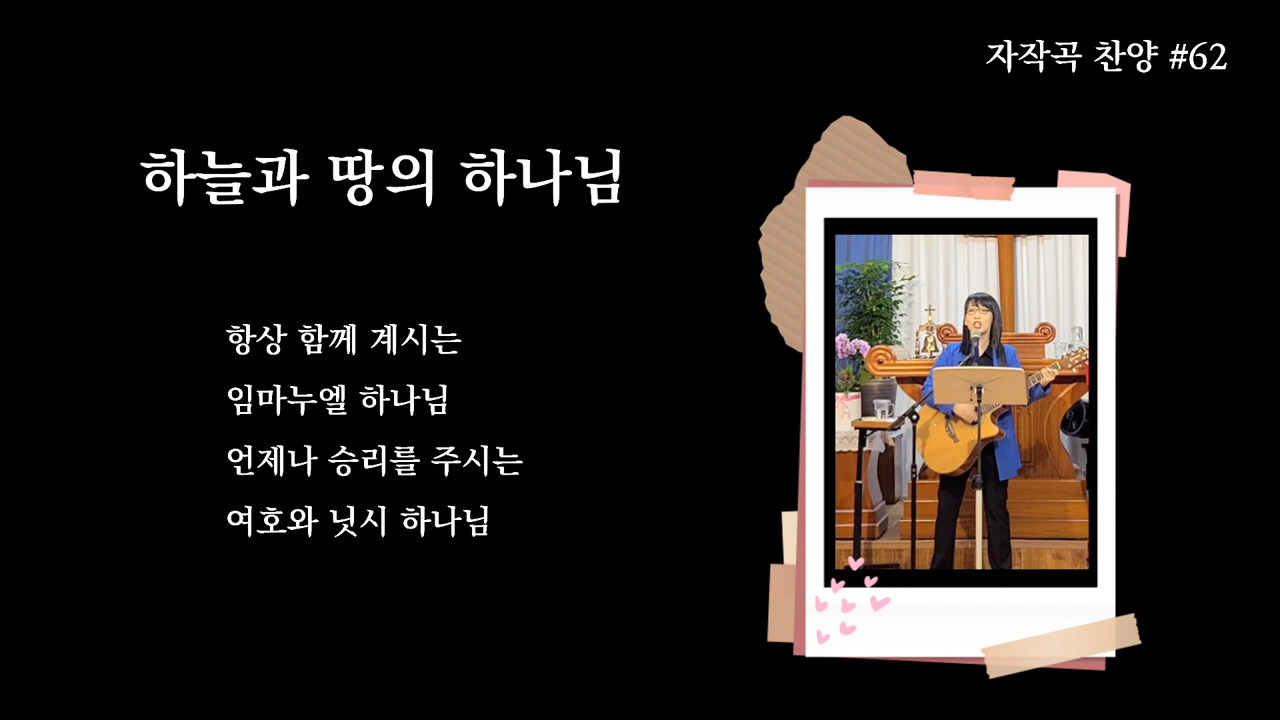 자작곡 찬양 #62
하늘과 땅의 하나님
항상 함께 계시는
임마누엘 하나님
언제나 승리를 주시는
여호와 닛시 하나님